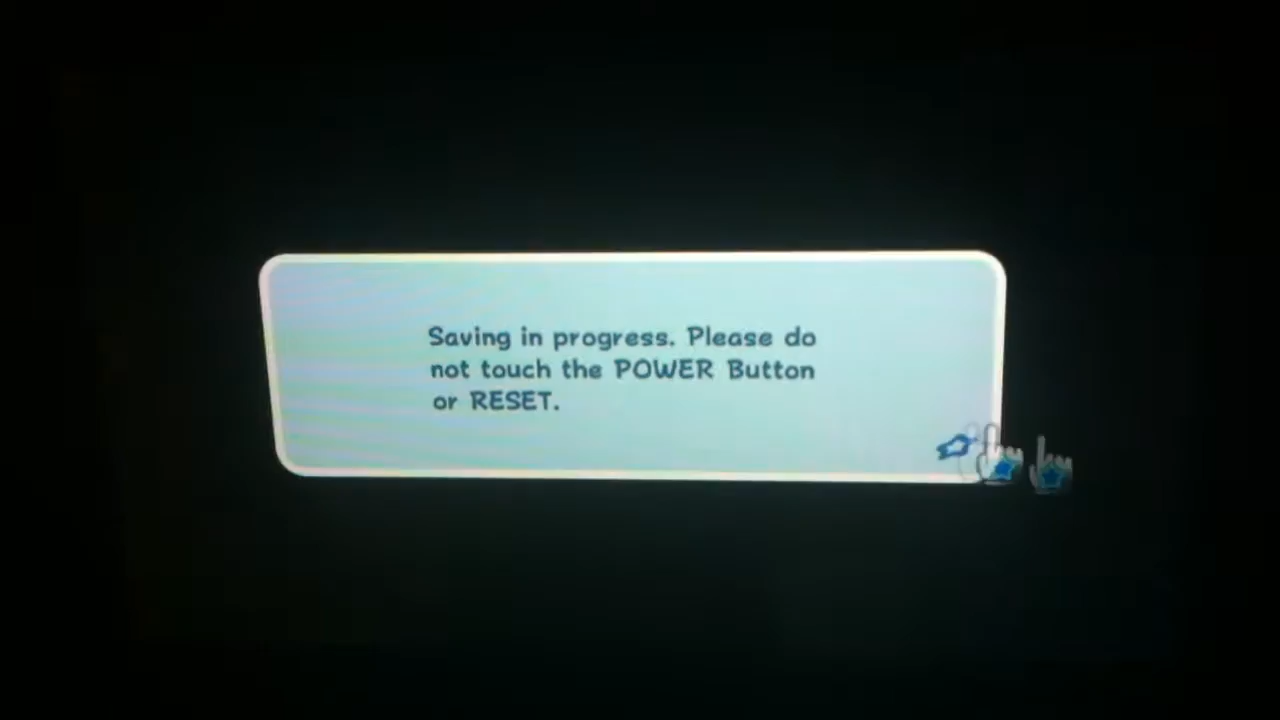 Saving in progress. Please do
not touch the POWER Button
or RESET.